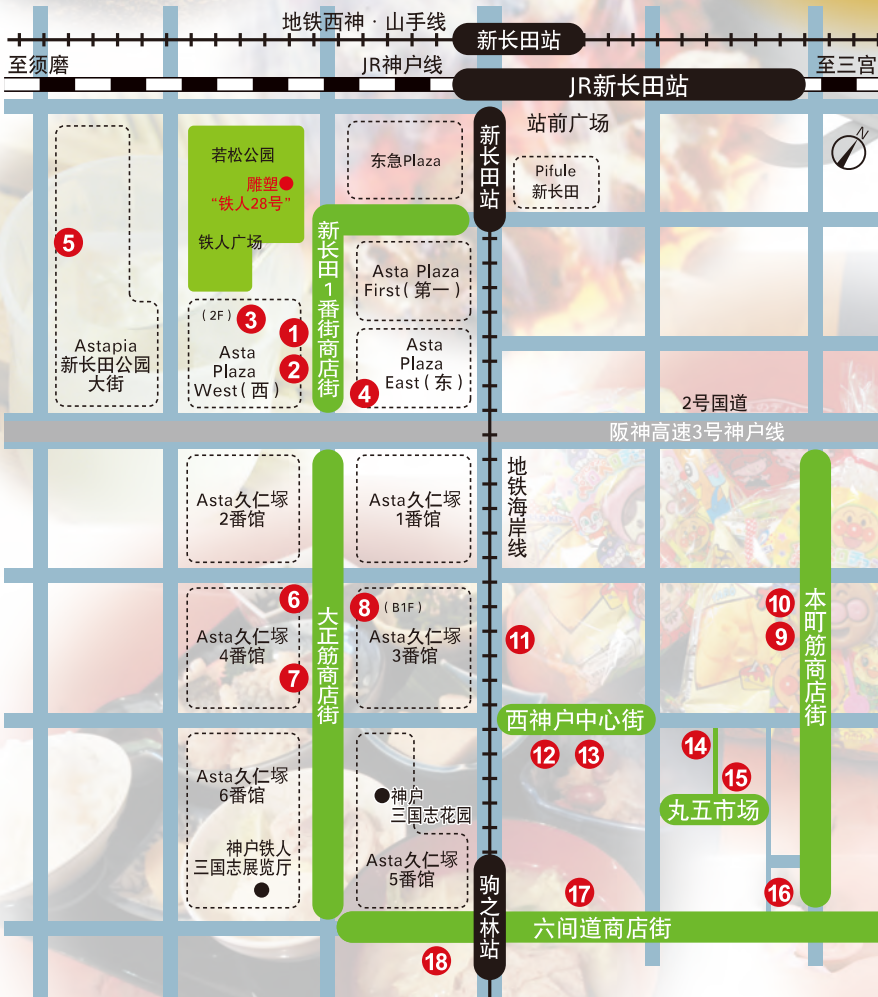 地铁西神·山手线
新长田站
至须磨
JR神户线
JR新长田站
至三宫
站前广场
N
新长田站
若松公园
雕塑
“铁人28号”
铁人广场
东急Plaza
Pifule
新长田
5
新长田1番街商店街
Asta Plaza
First(第一)
(2F)
3
1
2
Asta
Plaza
West(西)
Asta
Plaza
East(东)
4
Astapia
新长田公园
大街
2号国道
阪神高速3号神户线
Asta久仁塚
2番馆
Asta久仁塚
1番馆
地铁海岸线
大正筋商店街
本町筋商店街
6
Asta久仁塚
4番馆
7
8
(B1F)
Asta久仁塚
3番馆
11
10
9
西神户中心街
12
13
14
15
丸五市场
Asta久仁塚
6番馆
神户铁人
三国志展览厅
神户
三国志花园
Asta久仁塚
5番馆
驹之林站
17
16
六间道商店街
18